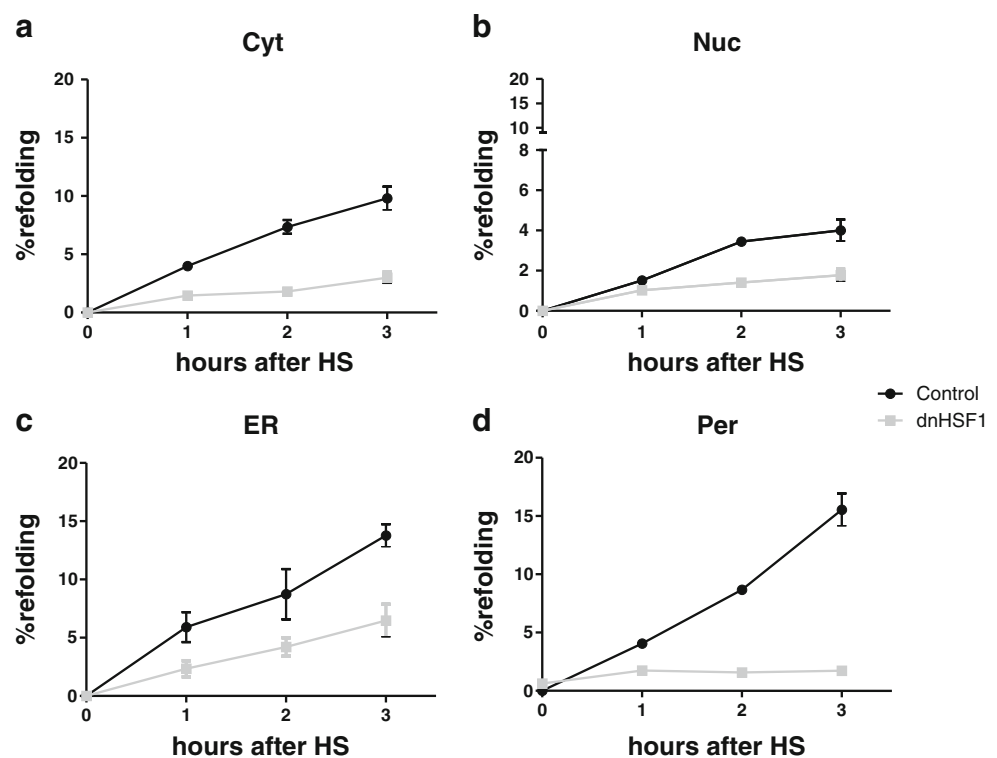 a
Cyt
20
15
10
5
0
%refolding
0 1 2 3
hours after HS
b
Nuc
20
15
10
8
6
4
2
0
%refolding
0 1 2 3
hours after HS
Control
dnHSF1
c
ER
20
15
10
5
0
%refolding
0 1 2 3
hours after HS
d
Per
20
15
10
5
0
%refolding
0 1 2 3
hours after HS